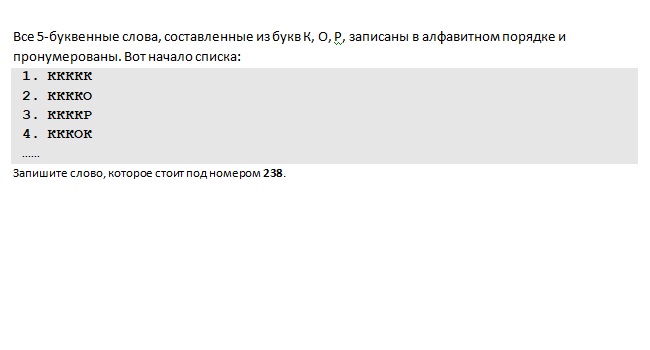 Все 5-буквенные слова, составленные из букв К, О, Р, записаны в алфавитном порядке и
пронумерованы. Вот начало списка:
1. ККККК
2. ККККО
3. ККККР
4. КККОК
......
Запишите слово, которое стоит под номером 238.